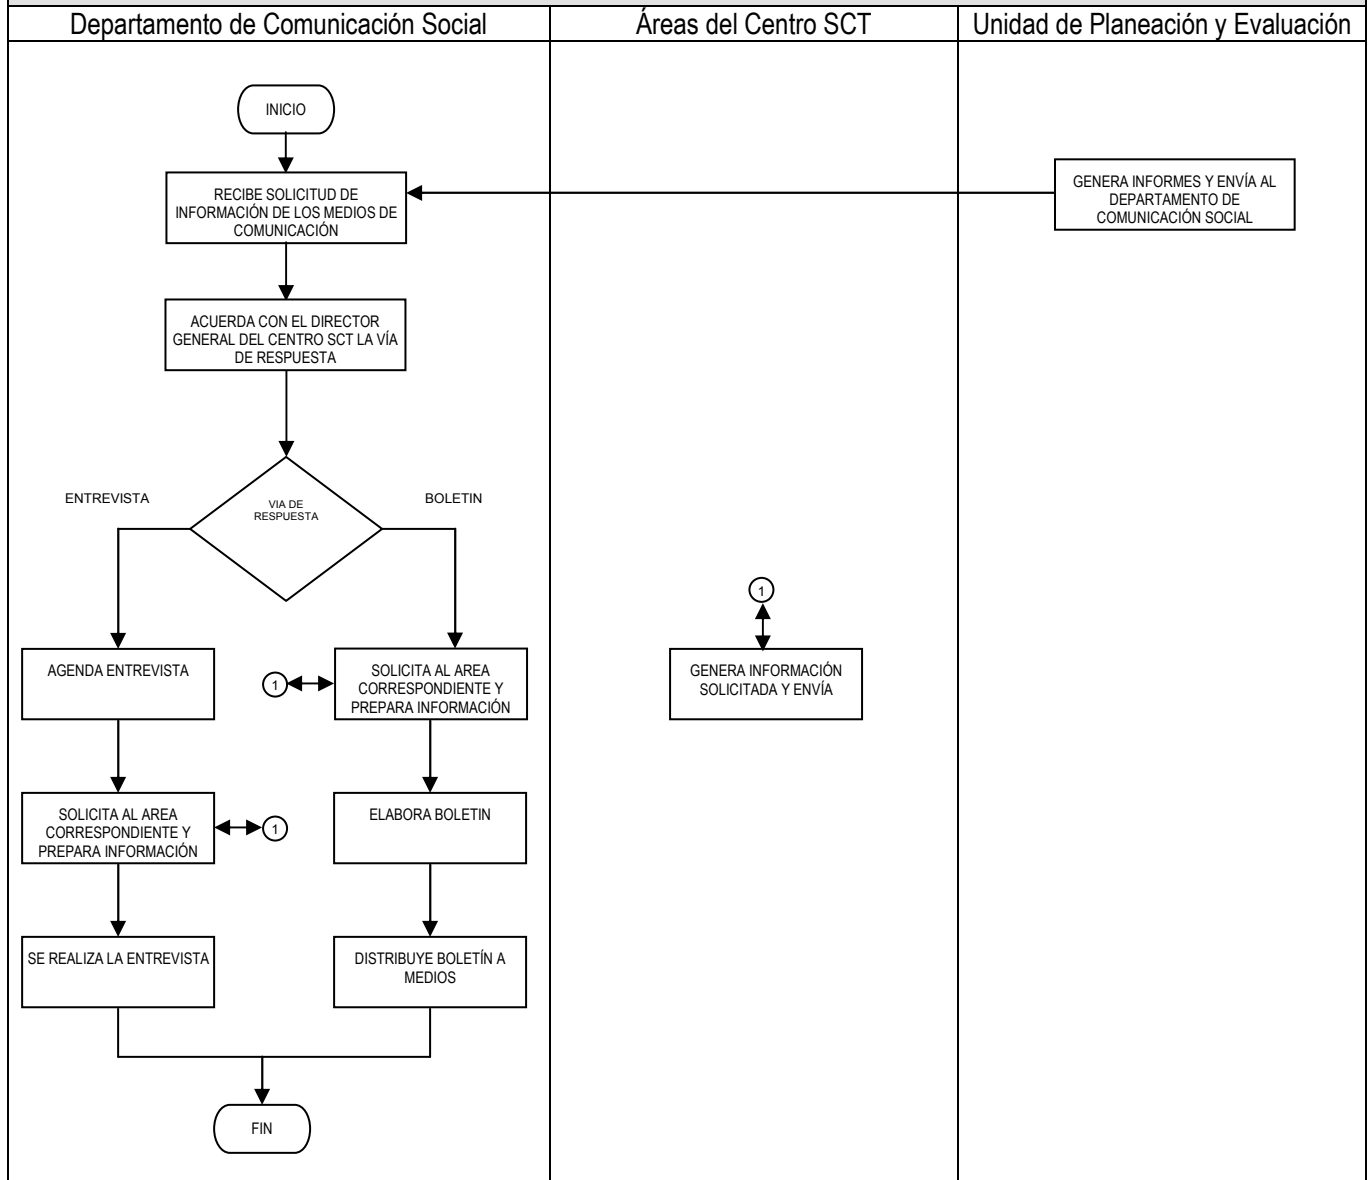 Departamento de Comunicación Social
Áreas del Centro SCT
Unidad de Planeación y Evaluación
INICIO
RECIBE SOLICITUD DE
INFORMACIÓN DE LOS MEDIOS DE
COMUNICACIÓN
GENERA INFORMES Y ENVÍA AL
DEPARTAMENTO DE
COMUNICACIÓN SOCIAL
ACUERDA CON EL DIRECTOR
GENERAL DEL CENTRO SCT LA VÍA
DE RESPUESTA
ENTREVISTA
VIA DE
RESPUESTA
BOLETIN
1
AGENDA ENTREVISTA
1
SOLICITA AL AREA
CORRESPONDIENTE Y
PREPARA INFORMACIÓN
GENERA INFORMACIÓN
SOLICITADA Y ENVÍA
SOLICITA AL AREA
CORRESPONDIENTE Y
PREPARA INFORMACIÓN
1
ELABORA BOLETIN
SE REALIZA LA ENTREVISTA
DISTRIBUYE BOLETÍN A
MEDIOS
FIN